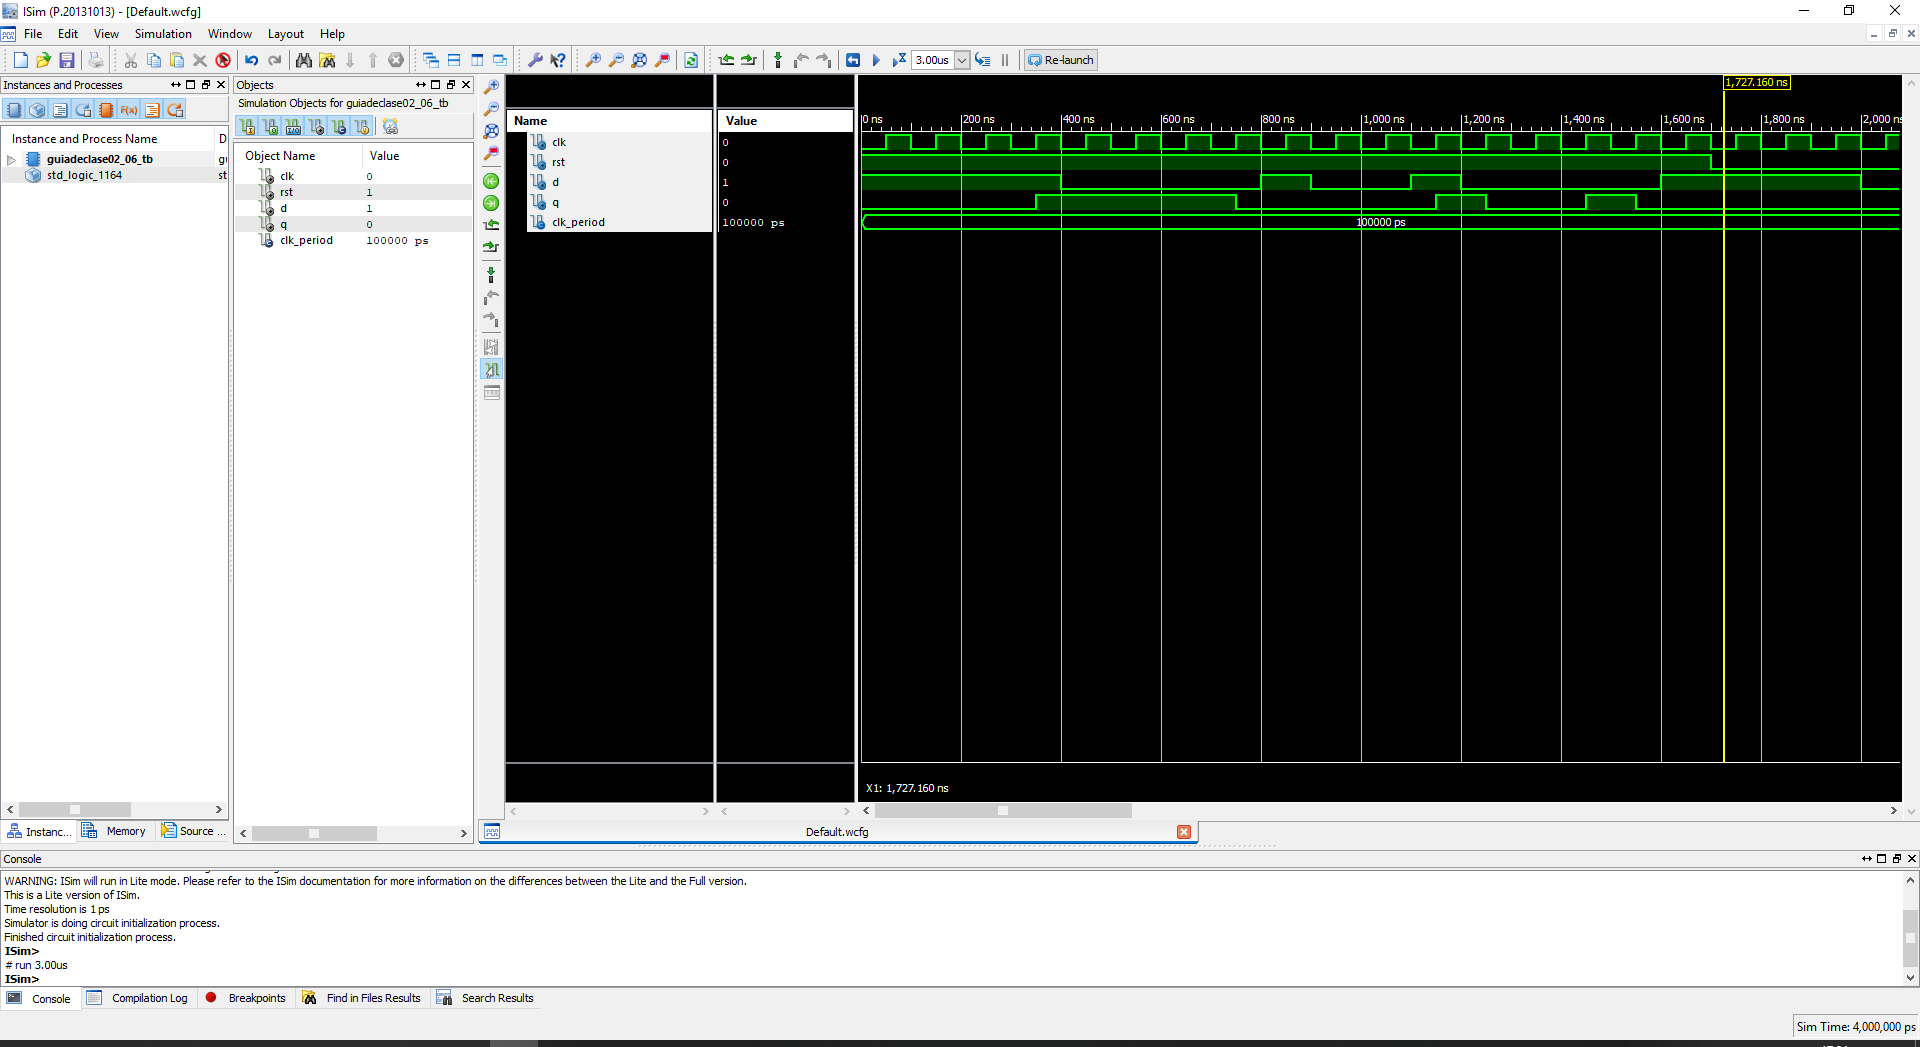 ISim (P.20131013) - [Default.wcfg]
File Edit View Simulation Window Layout Help
3.00us Re-launch
Instances and Processes
Instance and Process Name D
guiadeclase02_06_tb gu
std_logic_1164 st
Instanc... Memory Source ...
Objects
Simulation Objects for guiadeclase02_06_tb
Object Name Value
clk 0
rst 1
d 1
q 0
clk_period 100000 ps
Name Value
clk 0
rst 0
d 1
q 0
clk_period 100000 ps
1,727.160 ns
0 ns 200 ns 400 ns 600 ns 800 ns 1,000 ns 1,200 ns 1,400 ns 1,600 ns 1,800 ns 2,000 ns
100000 ps
X1: 1,727.160 ns
Default.wcfg
Console
WARNING: ISim will run in Lite mode. Please refer to the ISim documentation for more information on the differences between the Lite and the Full version.
This is a Lite version of ISim.
Time resolution is 1 ps
Simulator is doing circuit initialization process.
Finished circuit initialization process.
ISim>
# run 3.00us
ISim>
Console Compilation Log Breakpoints Find in Files Results Search Results
Sim Time: 4,000,000 ps